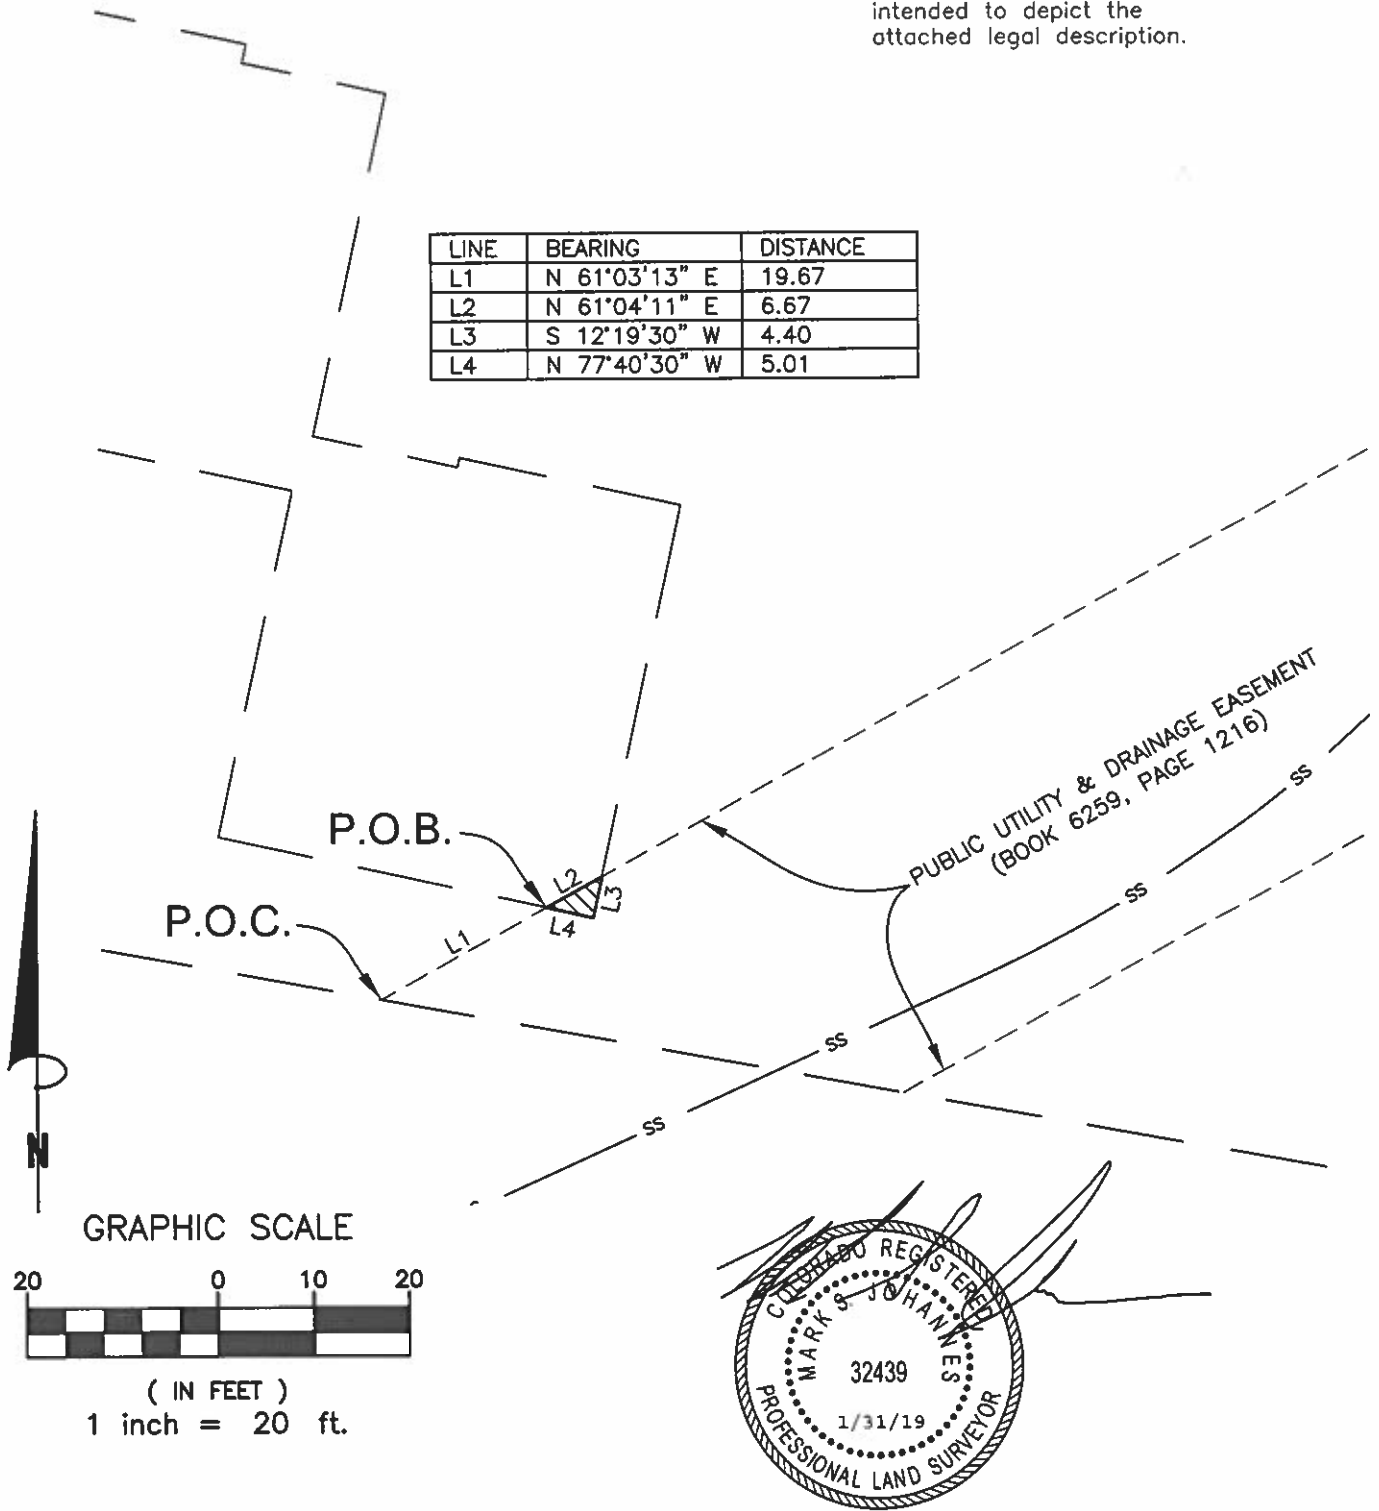 intended to depict the
attached legal description.
LINE BEARING DISTANCE
L1 N 61°03'13" E 19.67
L2 N 61°04'11" E 6.67
L3 S 12°19'30" W 4.40
L4 N 77°40'30" W 5.01
PUBLIC UTILITY & DRAINAGE EASEMENT
(BOOK 6259, PAGE 1216)
SS
P.O.B.
L2
L3
SS
L4
P.O.C.
L1
SS
SS
N
GRAPHIC SCALE
20 0 10 20
( IN FEET )
1 inch = 20 ft.
COLORADO REGISTERED
MARK S. JOHANNES
32439
1/31/19
PROFESSIONAL LAND SURVEYOR